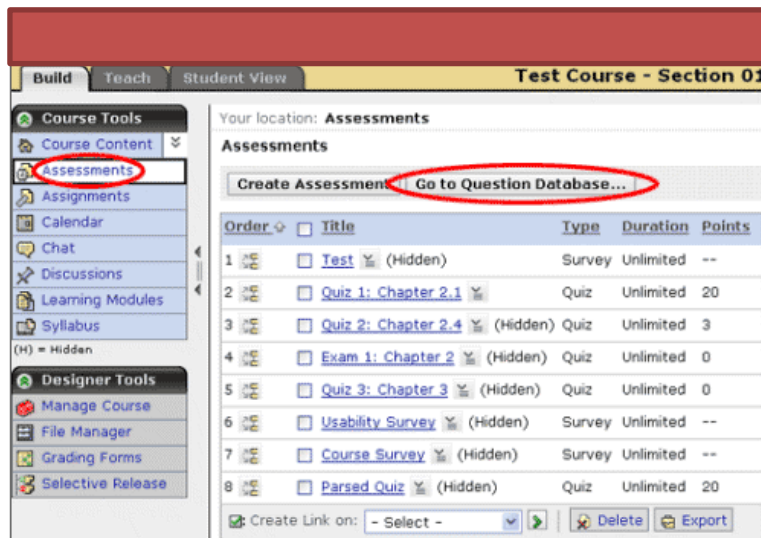 Build Teach Student View Test Course - Section 01
Course Tools
Course Content
Assessments
Assignments
Calendar
Chat
Discussions
Learning Modules
Syllabus
(H) = Hidden
Designer Tools
Manage Course
File Manager
Grading Forms
Selective Release
Your location: Assessments
Assessments
Create Assessment Go to Question Database...
Order Title Type Duration Points
1 Test (Hidden) Survey Unlimited --
2 Quiz 1: Chapter 2.1 Quiz Unlimited 20
3 Quiz 2: Chapter 2.4 (Hidden) Quiz Unlimited 3
4 Exam 1: Chapter 2 (Hidden) Quiz Unlimited 0
5 Quiz 3: Chapter 3 (Hidden) Quiz Unlimited 0
6 Usability Survey (Hidden) Survey Unlimited --
7 Course Survey (Hidden) Survey Unlimited --
8 Parsed Quiz (Hidden) Quiz Unlimited 20
Create Link on: - Select - Delete Export